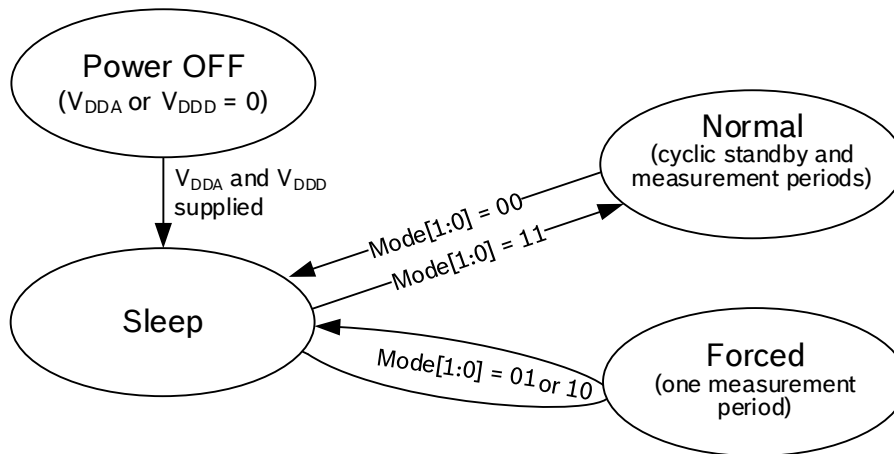 Power OFF
(VDDA or VDDD = 0)
VDDA and VDDD
supplied
Normal
(cyclic standby and
measurement periods)
Mode[1:0] = 00
Mode[1:0] = 11
Sleep
Mode[1:0] = 01 or 10
Forced
(one measurement
period)